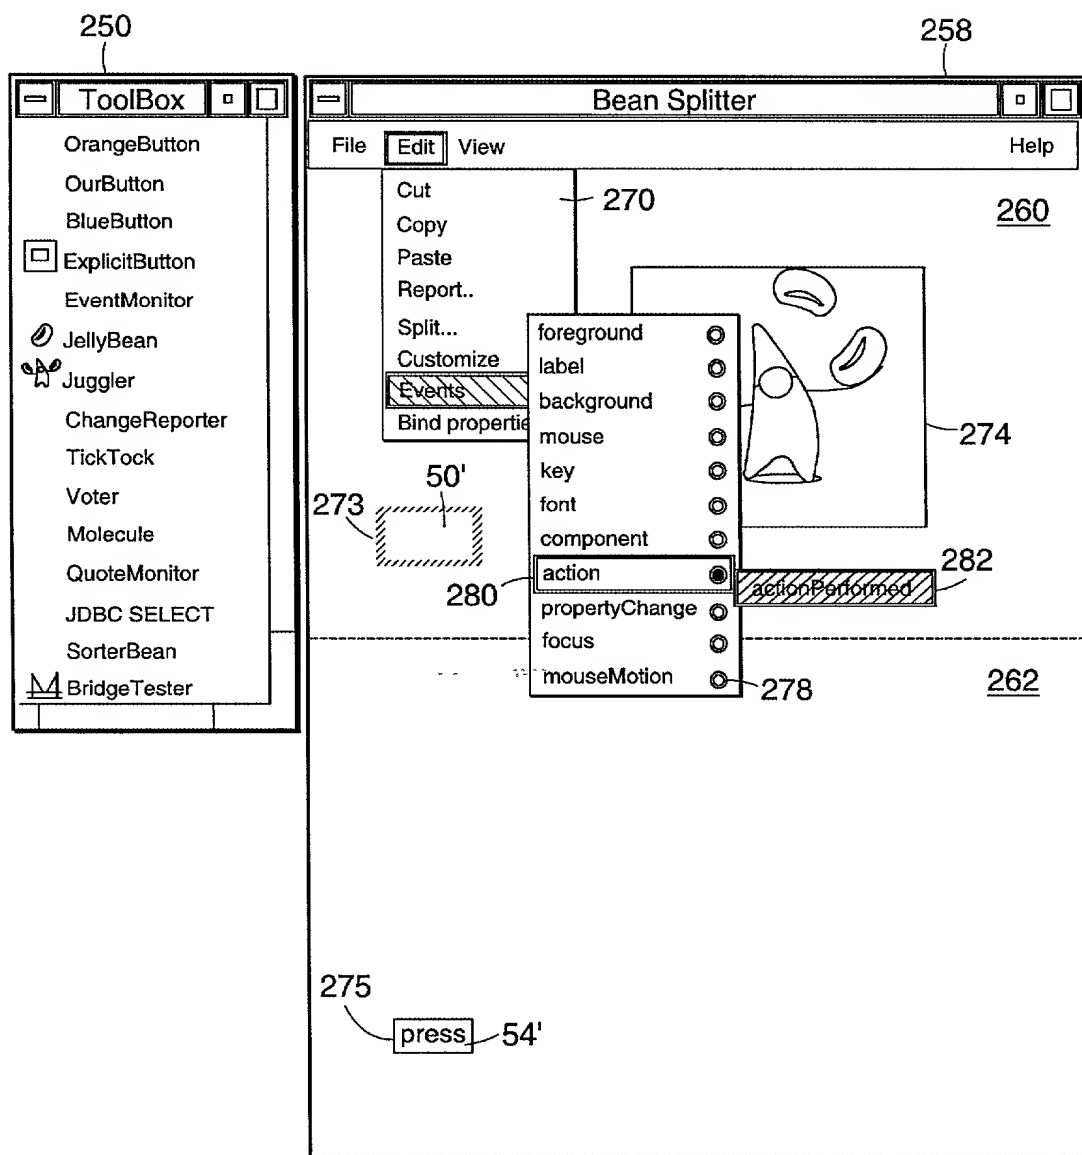 250
258
ToolBox
Bean Splitter
File Edit View Help
OrangeButton
OurButton
BlueButton
ExplicitButton
EventMonitor
JellyBean
Juggler
ChangeReporter
TickTock
Voter
Molecule
QuoteMonitor
JDBC SELECT
SorterBean
BridgeTester
Cut
Copy
Paste
Report..
Split...
Customize
Events
Bind propertie
270
260
foreground
label
background
mouse
key
font
component
action
propertyChange
focus
mouseMotion
274
50'
273
280
actionPerformed
282
278
262
275
press
54'